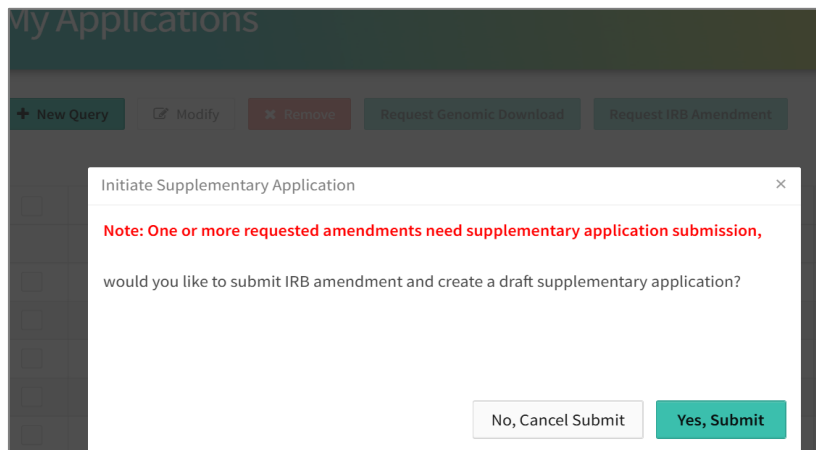 My Applications
+ New Query
Modify
✖ Remove
Request Genomic Download
Request IRB Amendment
Initiate Supplementary Application
×
Note: One or more requested amendments need supplementary application submission,
would you like to submit IRB amendment and create a draft supplementary application?
No, Cancel Submit
Yes, Submit